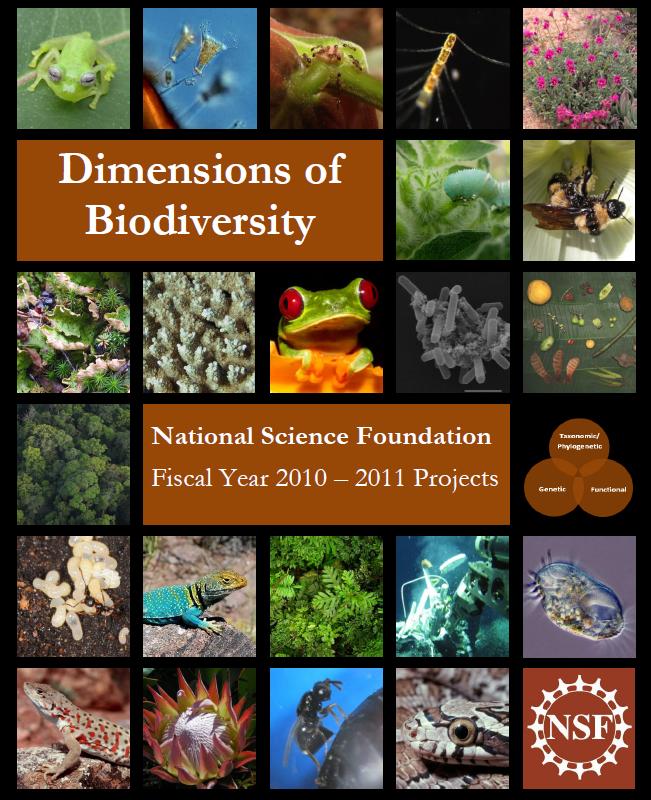 Dimensions of
Biodiversity
National Science Foundation
Fiscal Year 2010 – 2011 Projects
Taxonomic/
Phylogenetic
Genetic
Functional
NSF